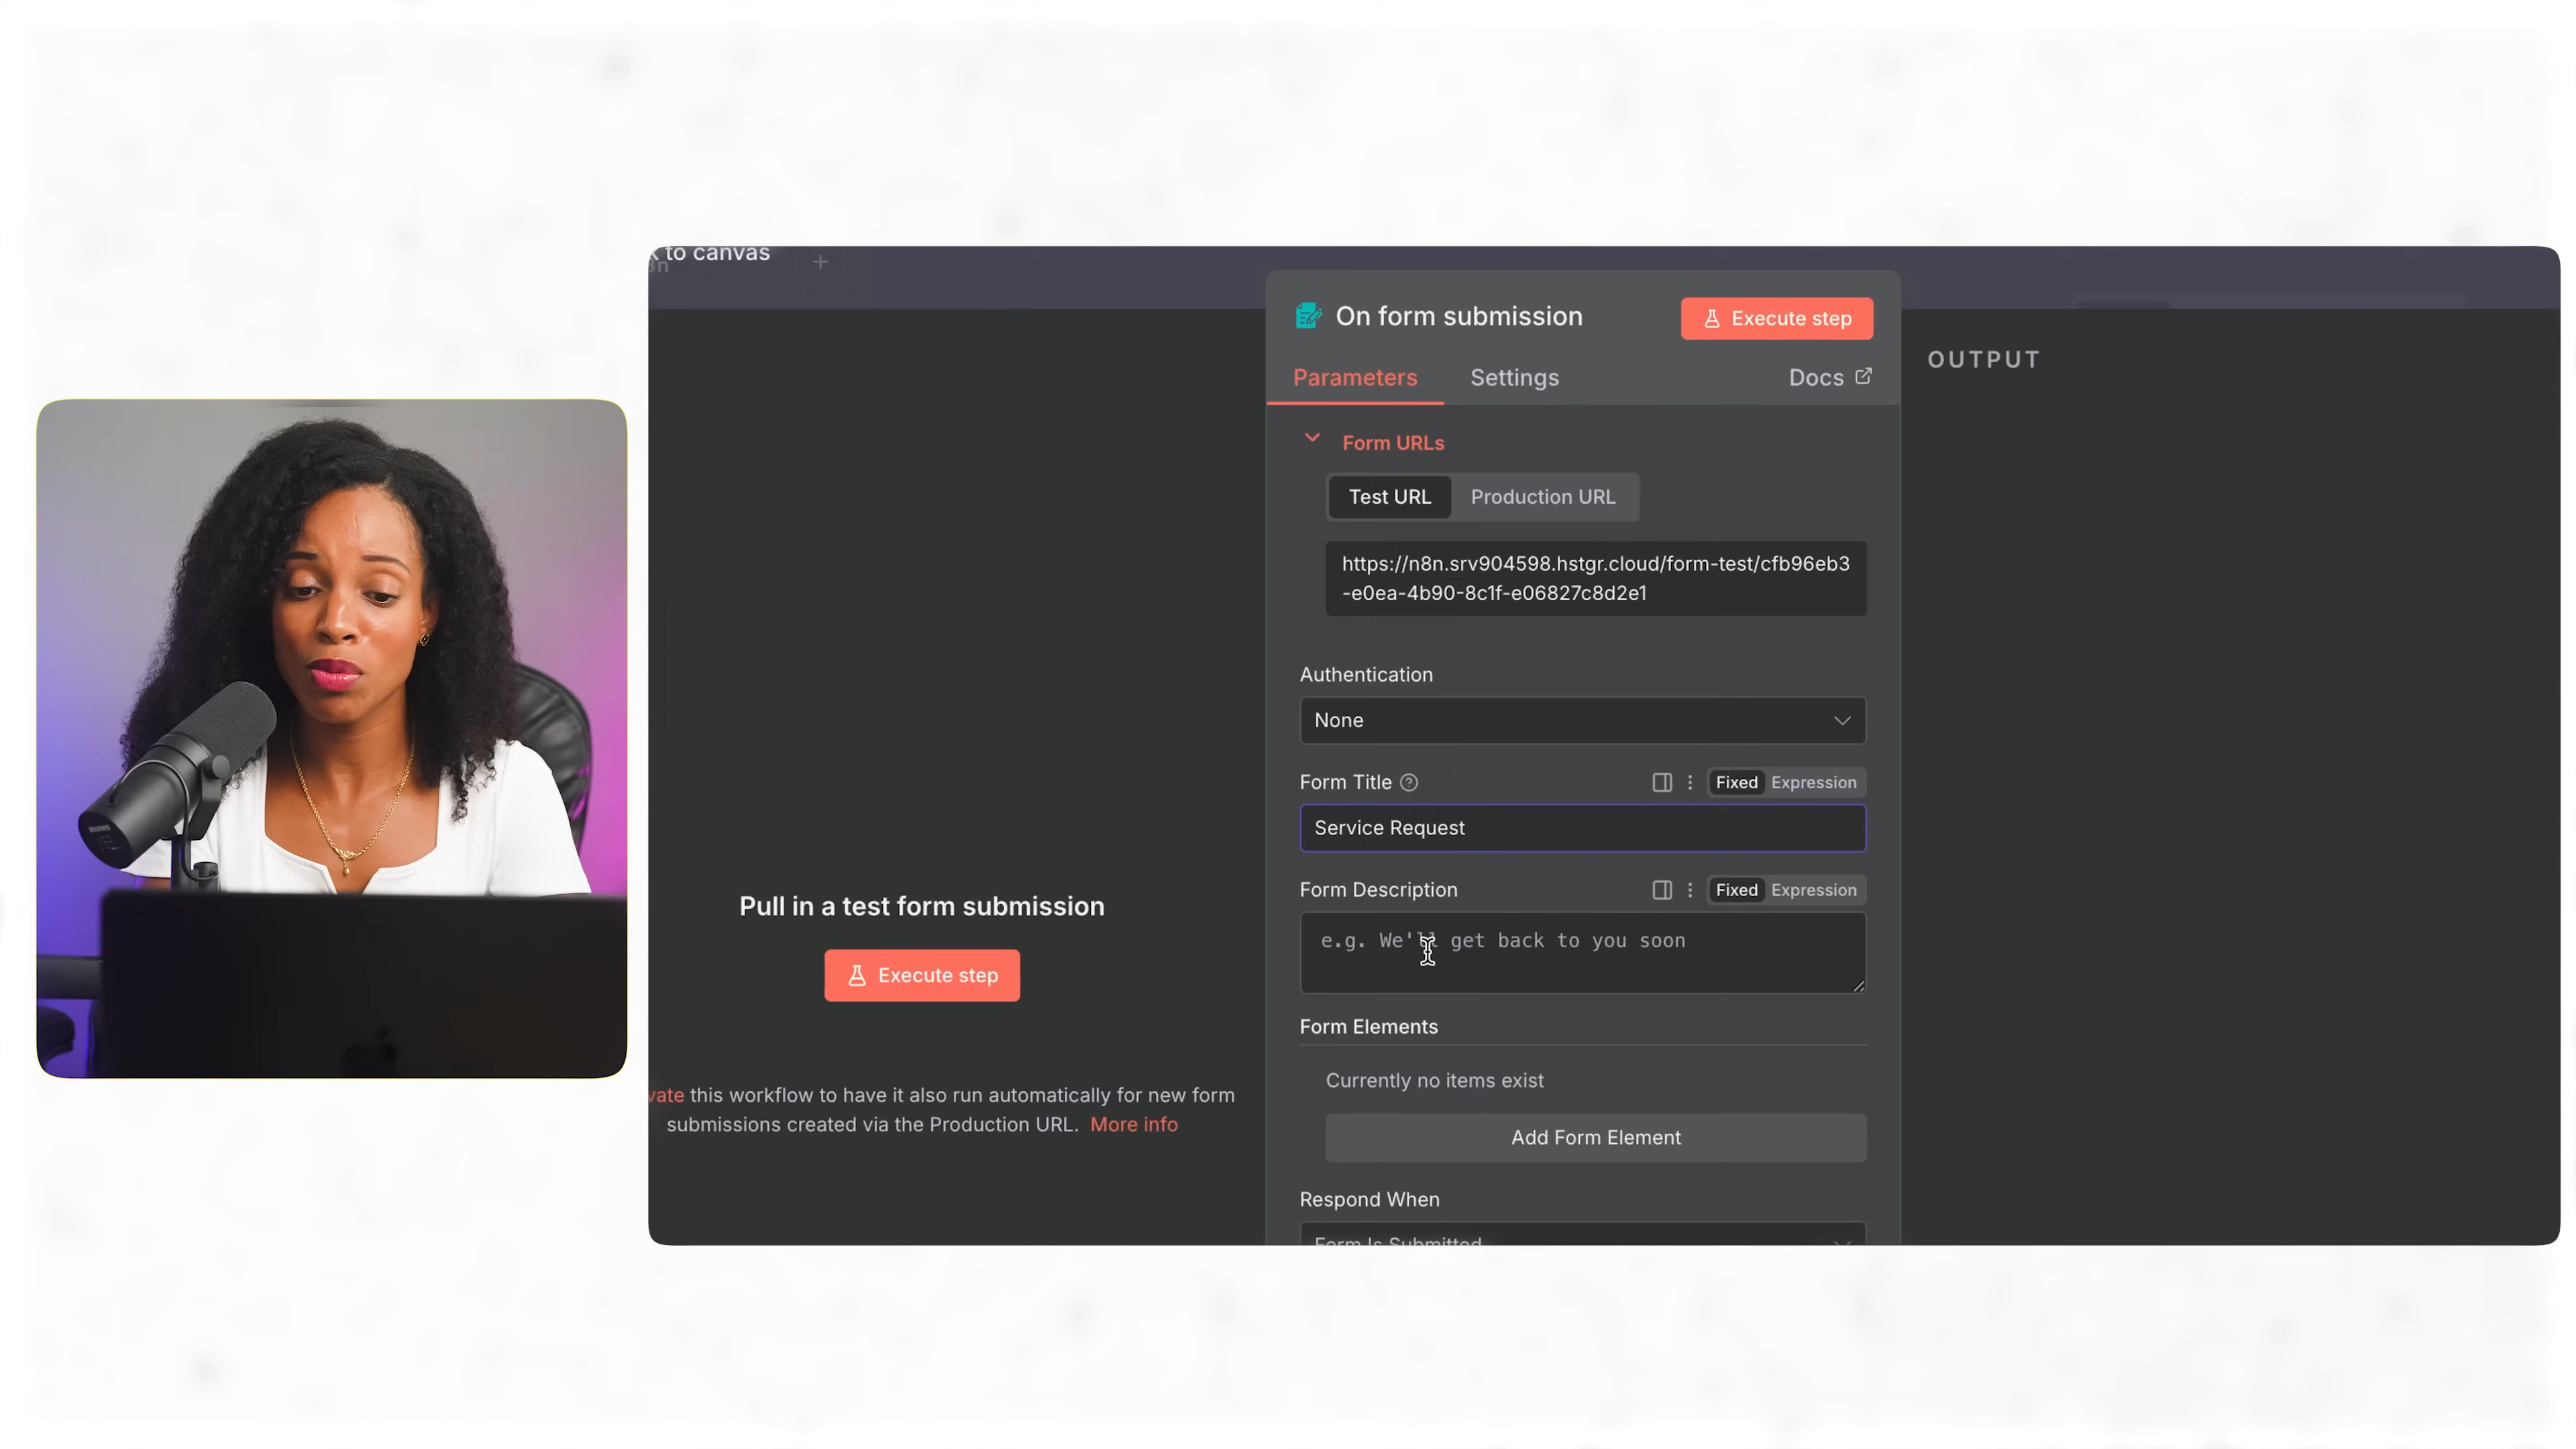 to canvas
On form submission
Execute step
OUTPUT
Parameters
Settings
Docs
Form URLs
Test URL
Production URL
https://n8n.srv904598.hstgr.cloud/form-test/cfb96eb3
-e0ea-4b90-8c1f-e06827c8d2e1
Authentication
None
Form Title
Fixed Expression
Service Request
Form Description
Fixed Expression
e.g. We'll get back to you soon
Pull in a test form submission
Execute step
Form Elements
Currently no items exist
vate this workflow to have it also run automatically for new form
submissions created via the Production URL. More info
Add Form Element
Respond When
Form Is Submitted